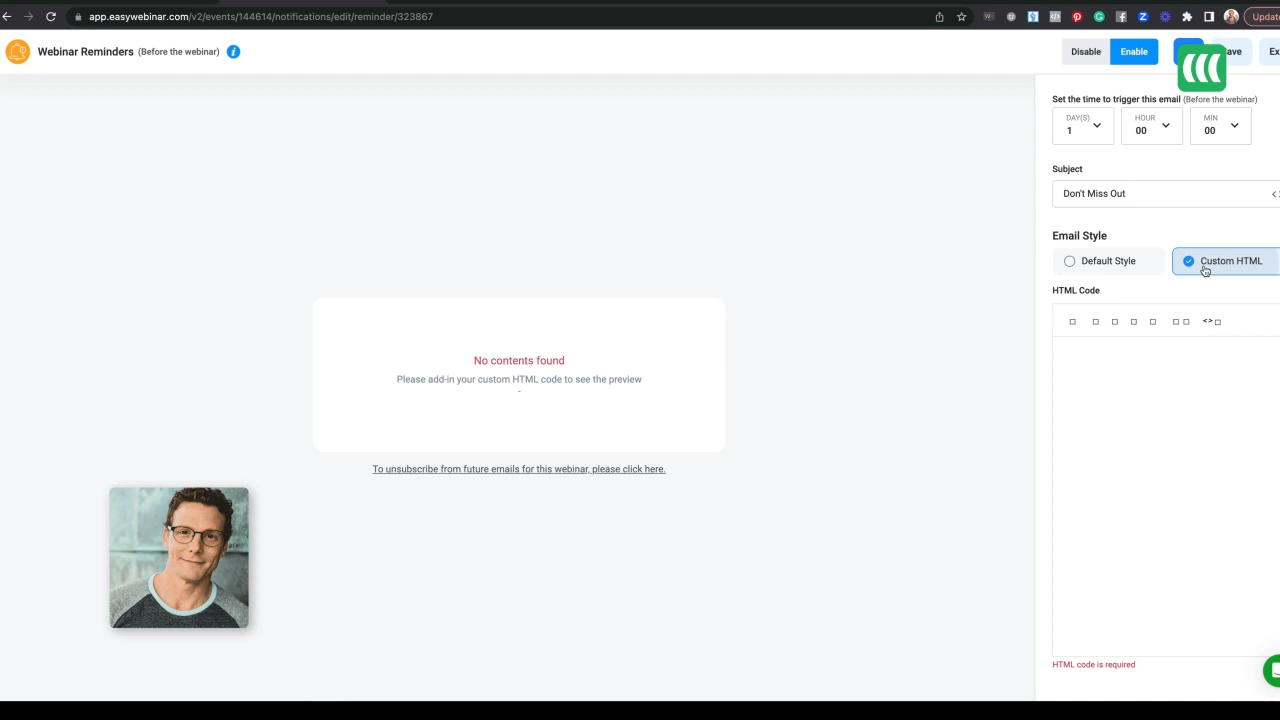 app.easywebinar.com/v2/events/144614/notifications/edit/reminder/323867
Webinar Reminders (Before the webinar)
Disable
Enable
ave
Ex
Set the time to trigger this email (Before the webinar)
DAY(S)
1
HOUR
00
MIN
00
Subject
Don't Miss Out
Email Style
Default Style
Custom HTML
HTML Code
No contents found
Please add-in your custom HTML code to see the preview
To unsubscribe from future emails for this webinar, please click here.
HTML code is required
Update